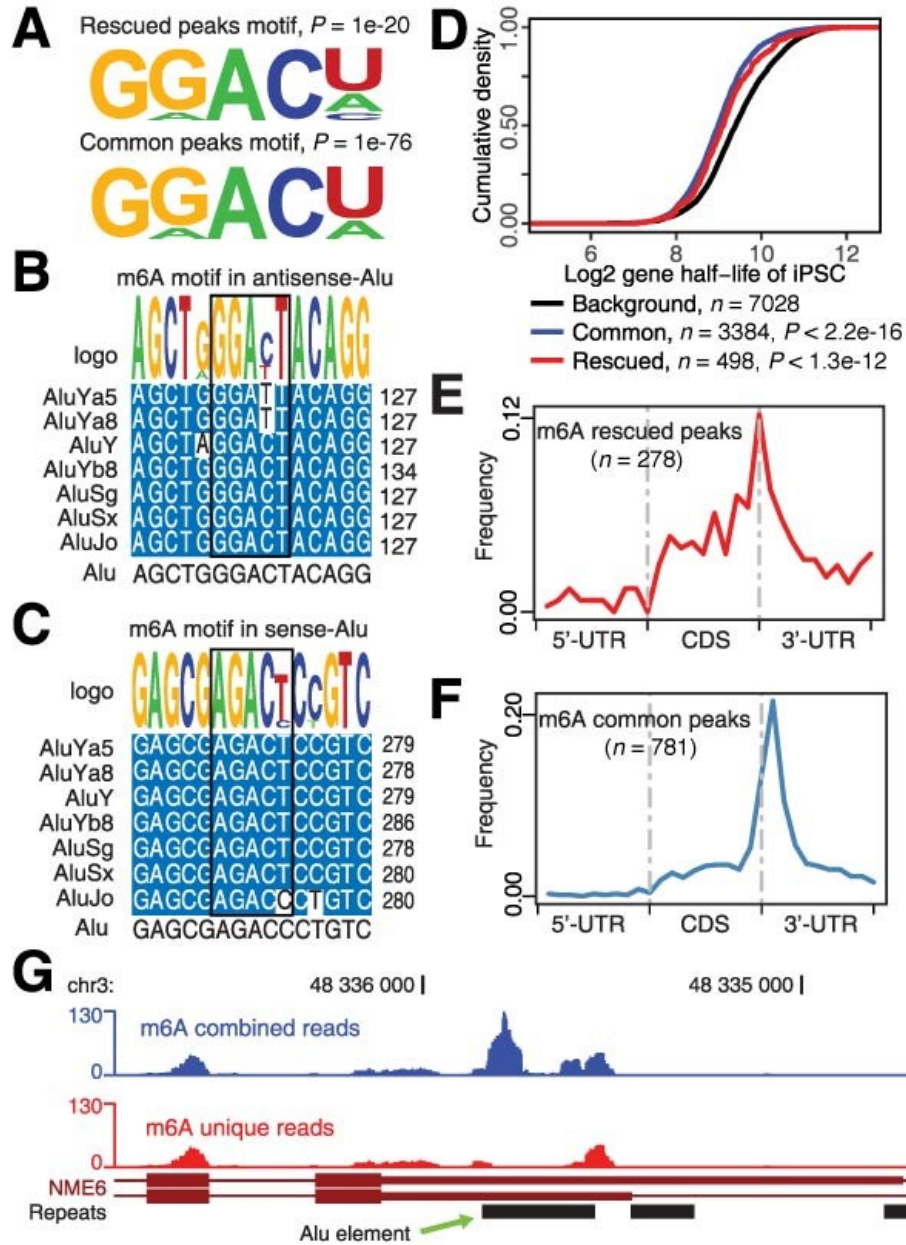 A
Rescued peaks motif, P = 1e-20
GGACU
Common peaks motif, P = 1e-76
GGACU
B
m6A motif in antisense-Alu
logo
AGCTGGGACTACAGG
AluYa5 AGCTGGGATTACAGG 127
AluYa8 AGCTGGGATTACAGG 127
AluY AGCTAGGACTACAGG 127
AluYb8 AGCTGGGACTACAGG 134
AluSg AGCTGGGACTACAGG 127
AluSx AGCTGGGACTACAGG 127
AluJo AGCTGGGACTACAGG 127
Alu AGCTGGGACTACAGG
C
m6A motif in sense-Alu
logo
GAGCGAGACTCCGTC
AluYa5 GAGCGAGACTCCGTC 279
AluYa8 GAGCGAGACTCCGTC 278
AluY GAGCGAGACTCCGTC 279
AluYb8 GAGCGAGACTCCGTC 286
AluSg GAGCGAGACTCCGTC 278
AluSx GAGCGAGACTCCGTC 280
AluJo GAGCGAGACCCTGTC 280
Alu GAGCGAGACCCTGTC
D
Cumulative density
1.00
0.50
0.00
6 8 10 12
Log2 gene half-life of iPSC
Background, n = 7028
Common, n = 3384, P < 2.2e-16
Rescued, n = 498, P < 1.3e-12
E
m6A rescued peaks
(n = 278)
Frequency
0.12
0.00
5'-UTR CDS 3'-UTR
F
m6A common peaks
(n = 781)
Frequency
0.20
0.00
5'-UTR CDS 3'-UTR
G
chr3: 48 336 000 48 335 000
130
m6A combined reads
0
130
m6A unique reads
0
NME6
Repeats
Alu element